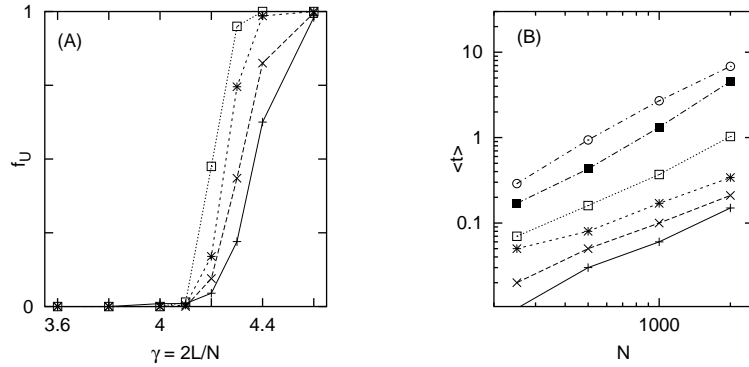 (A)
1
f_U
0
3.6
4
4.4
γ = 2L/N
(B)
10
1
0.1
<t>
1000
N